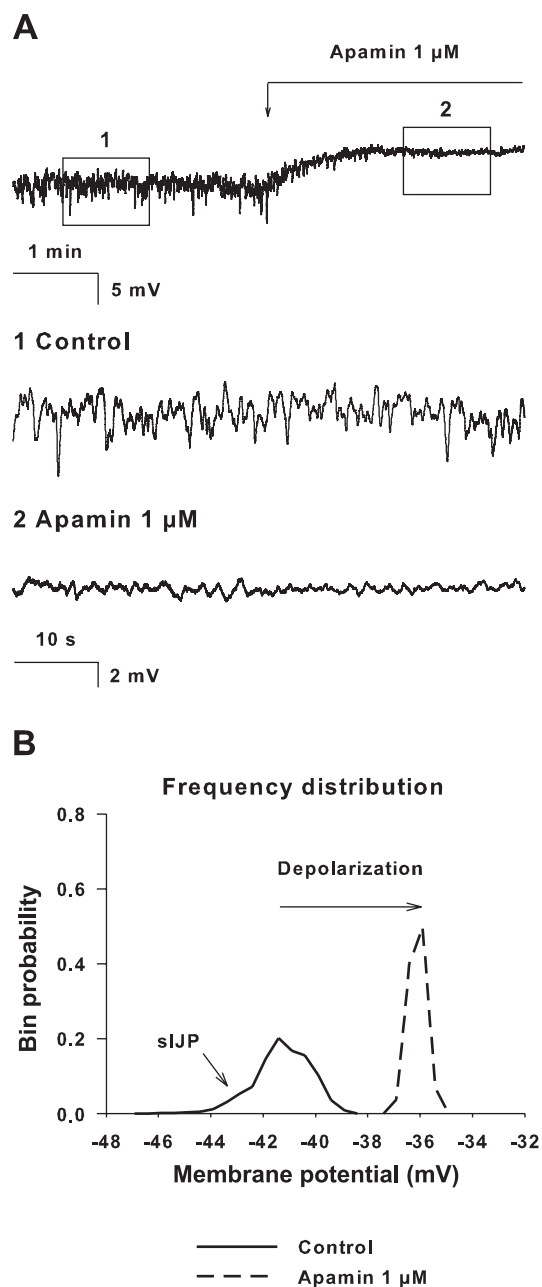 A
Apamin 1 µM
1
2
1 min
5 mV
1 Control
2 Apamin 1 µM
10 s
2 mV
B
Frequency distribution
0.8
0.6
0.4
0.2
0.0
Bin probability
Depolarization
sIJP
-48 -46 -44 -42 -40 -38 -36 -34 -32
Membrane potential (mV)
Control
Apamin 1 µM